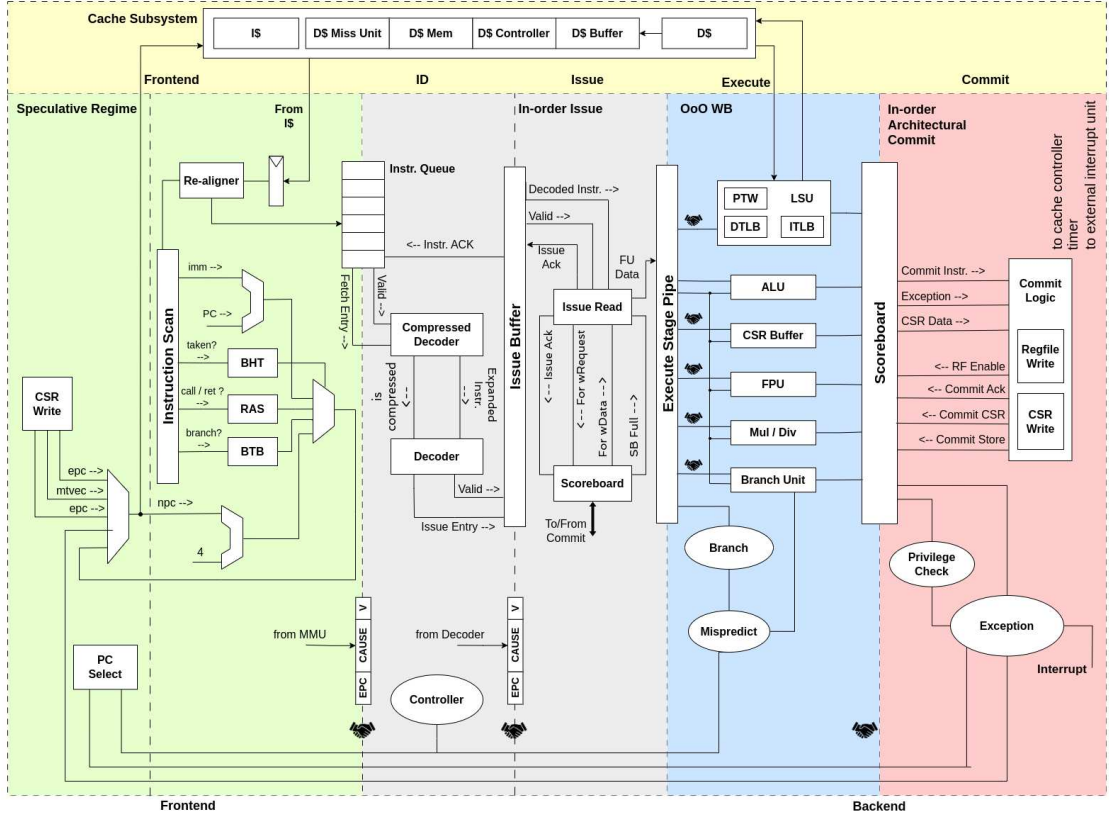 Cache Subsystem
I$
D$ Miss Unit
D$ Mem
D$ Controller
D$ Buffer
D$
Frontend
ID
Issue
Execute
Commit
Speculative Regime
From
I$
In-order Issue
OoO WB
In-order
Architectural
Commit
to cache controller
timer
to external interrupt unit
Re-aligner
Instr. Queue
Decoded Instr. -->
Valid -->
<-- Instr. ACK
Issue
Ack
FU
Data
PTW
LSU
DTLB
ITLB
Instruction Scan
imm -->
PC -->
taken?
-->
BHT
call / ret ?
-->
RAS
branch?
-->
BTB
Fetch Entry -->
Valid -->
Compressed
Decoder
is
compressed
<--
Expanded
Instr.
-->
Decoder
Valid -->
Issue Entry -->
Issue Buffer
Issue Read
<-- Issue Ack
<-- For wRequest
For wData -->
SB Full -->
Scoreboard
To/From
Commit
Execute Stage Pipe
ALU
CSR Buffer
FPU
Mul / Div
Branch Unit
Scoreboard
Commit Instr. -->
Exception -->
CSR Data -->
<-- RF Enable
<-- Commit Ack
<-- Commit CSR
<-- Commit Store
Commit
Logic
Regfile
Write
CSR
Write
CSR
Write
epc -->
mtvec -->
epc -->
npc -->
4
Branch
Mispredict
Privilege
Check
Exception
Interrupt
from MMU
V
CAUSE
EPC
from Decoder
V
CAUSE
EPC
PC
Select
Controller
Frontend
Backend